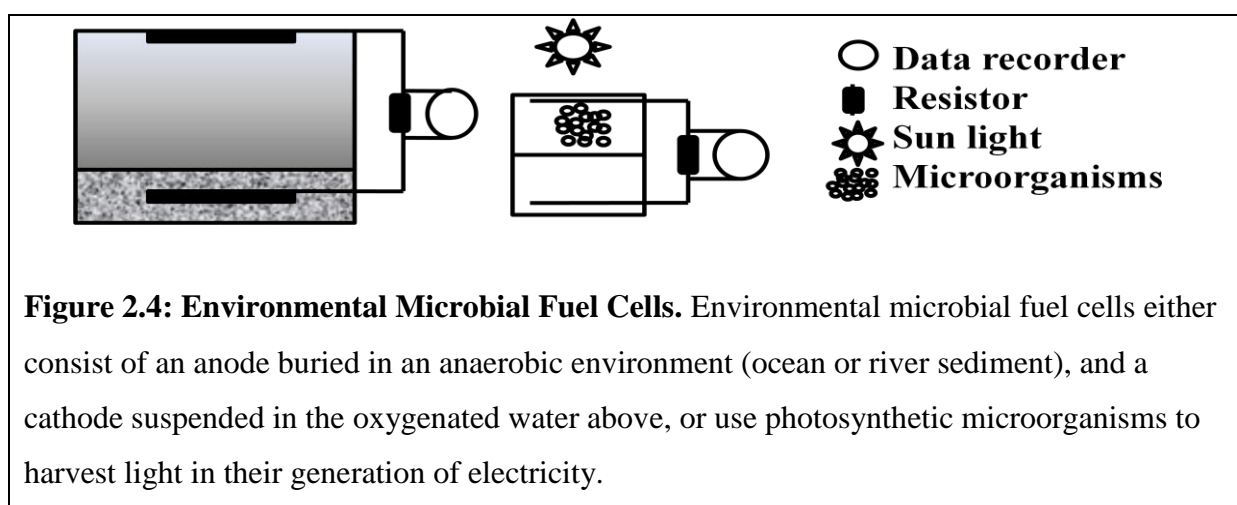 Data recorder
Resistor
Sun light
Microorganisms
Figure 2.4: Environmental Microbial Fuel Cells. Environmental microbial fuel cells either
consist of an anode buried in an anaerobic environment (ocean or river sediment), and a
cathode suspended in the oxygenated water above, or use photosynthetic microorganisms to
harvest light in their generation of electricity.